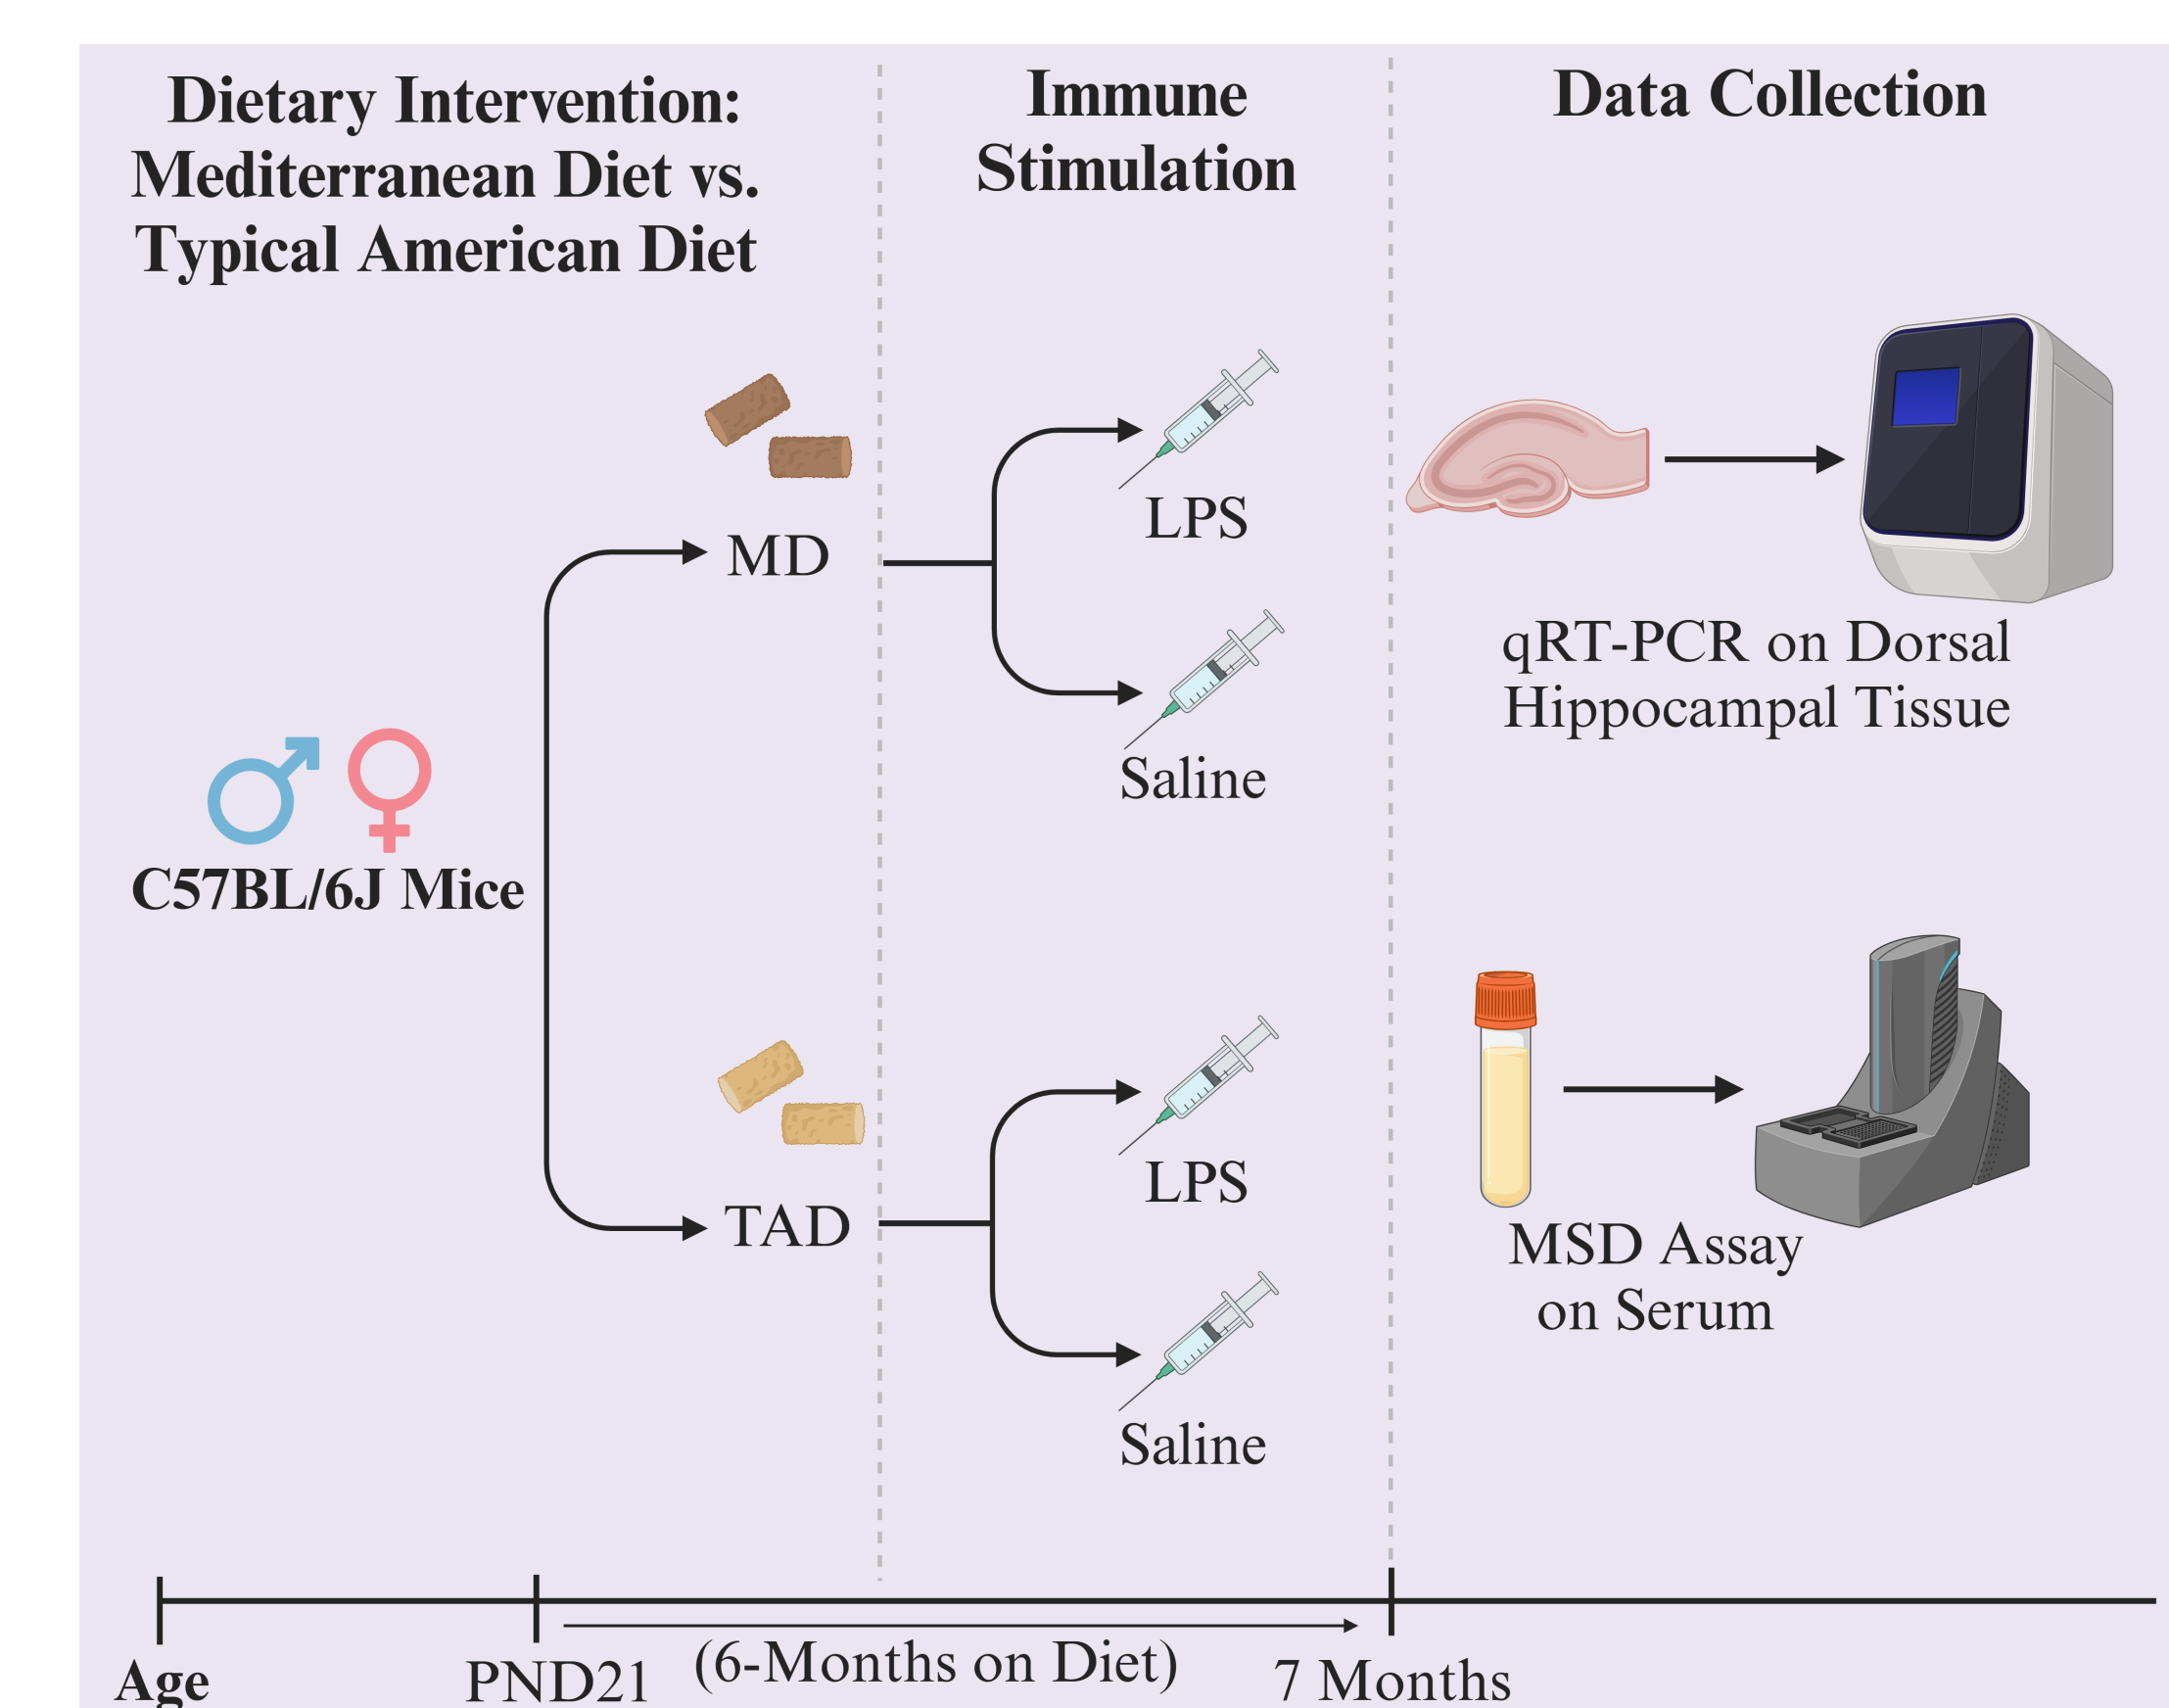 Dietary Intervention:
Mediterranean Diet vs.
Typical American Diet
Immune
Stimulation
Data Collection
C57BL/6J Mice
MD
TAD
LPS
Saline
LPS
Saline
qRT-PCR on Dorsal
Hippocampal Tissue
MSD Assay
on Serum
Age
PND21
(6-Months on Diet)
7 Months